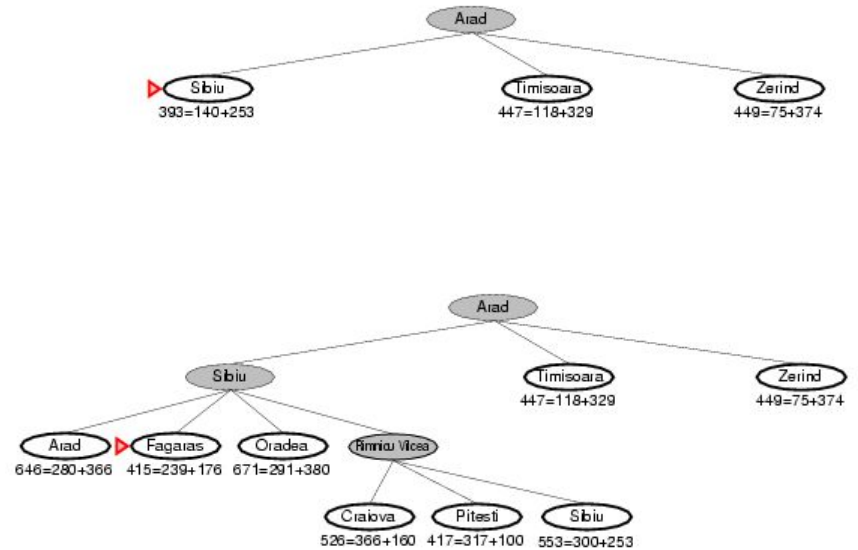 Arad
Sibiu Timisoara Zerind
393=140+253 447=118+329 449=75+374
Arad
Sibiu Timisoara Zerind
447=118+329 449=75+374
Arad Fagaras Oradea Rimnicu Vilcea
646=280+366 415=239+176 671=291+380
Craiova Pitesti Sibiu
526=366+160 417=317+100 553=300+253